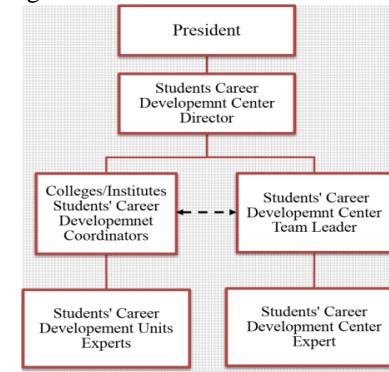 President
Students Career
Developemnt Center
Director
Colleges/Institutes
Students' Career
Developemnet
Coordinators
Students' Career
Developemnt Center
Team Leader
Students' Career
Developement Units
Experts
Students' Career
Development Center
Expert